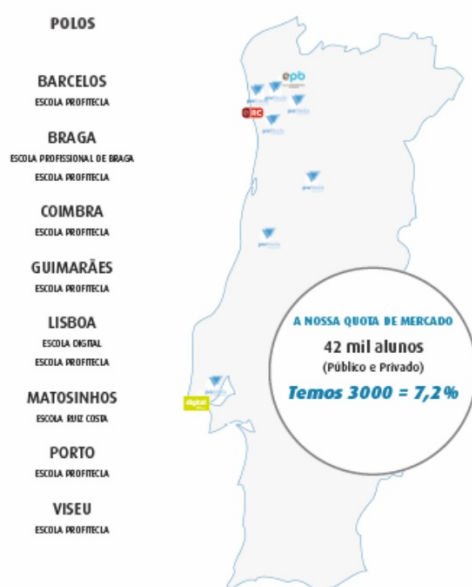 POLOS
BARCELOS
ESCOLA PROFITECLA
BRAGA
ESCOLA PROFISSIONAL DE BRAGA
ESCOLA PROFITECLA
COIMBRA
ESCOLA PROFITECLA
GUIMARÃES
ESCOLA PROFITECLA
LISBOA
ESCOLA DIGITAL
ESCOLA PROFITECLA
MATOSINHOS
ESCOLA RUIZ COSTA
PORTO
ESCOLA PROFITECLA
VISEU
ESCOLA PROFITECLA
epb
RC
digital
A NOSSA QUOTA DE MERCADO
42 mil alunos
(Público e Privado)
Temos 3000 = 7,2%